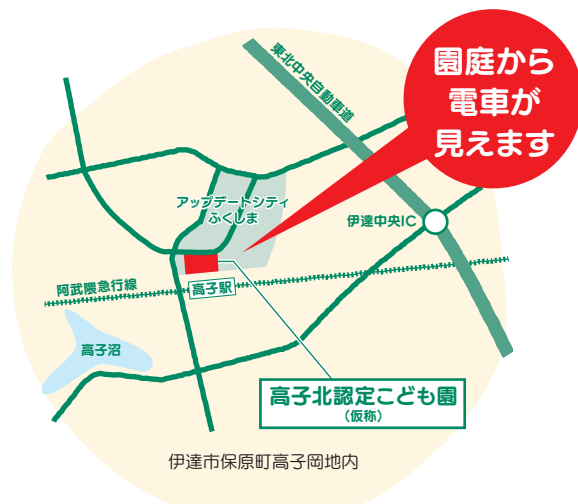 園庭から
電車が
見えます
東北中央自動車道
アップデートシティ
ふくしま
伊達中央IC
阿武隈急行線
高子駅
高子沼
高子北認定こども園
(仮称)
伊達市保原町高子岡地内